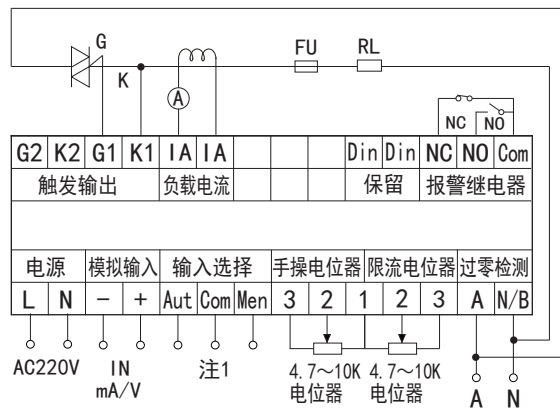 G FU RL
K A NC NO
G2 K2 G1 K1 IA IA Din Din NC NO Com
触发输出 负载电流 保留 报警继电器
电源 模拟输入 输入选择 手操电位器 限流电位器 过零检测
L N − + Aut Com Men 3 2 1 2 3 A N/B
AC220V IN 注1 4.7～10K 4.7～10K
mA/V 电位器 电位器 A N